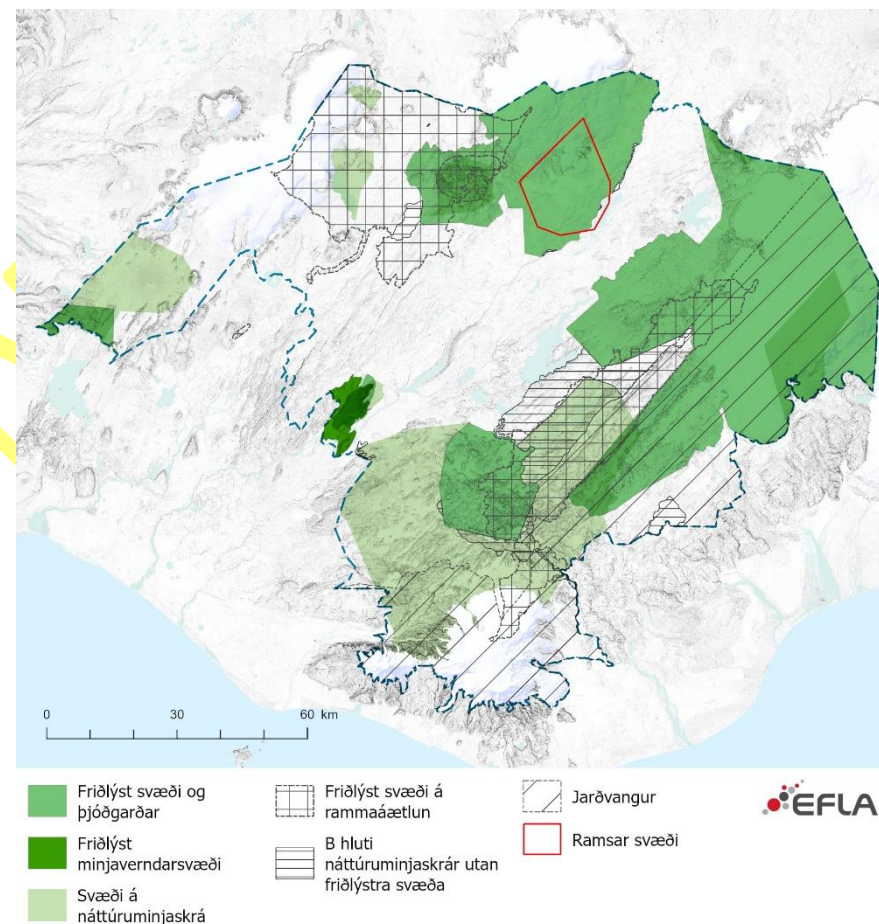 0 30 60 km
Friðlýst svæði og
þjóðgarðar
Friðlýst
minjaverndarsvæði
Svæði á
náttúruminjaskrá
Friðlýst svæði á
rammaáætlun
B hluti
náttúruminjaskrár utan
friðlýstra svæða
Jarðvangur
Ramsar svæði
EFLA